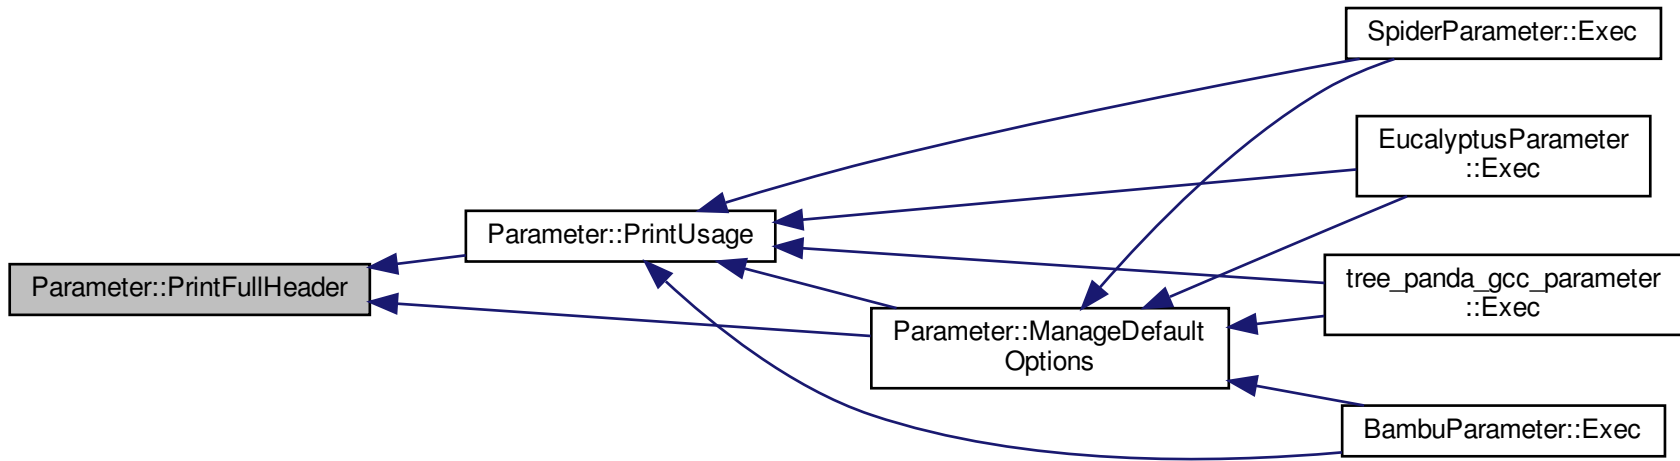 Parameter::PrintFullHeader
Parameter::PrintUsage
Parameter::ManageDefault
Options
SpiderParameter::Exec
EucalyptusParameter
::Exec
tree_panda_gcc_parameter
::Exec
BambuParameter::Exec